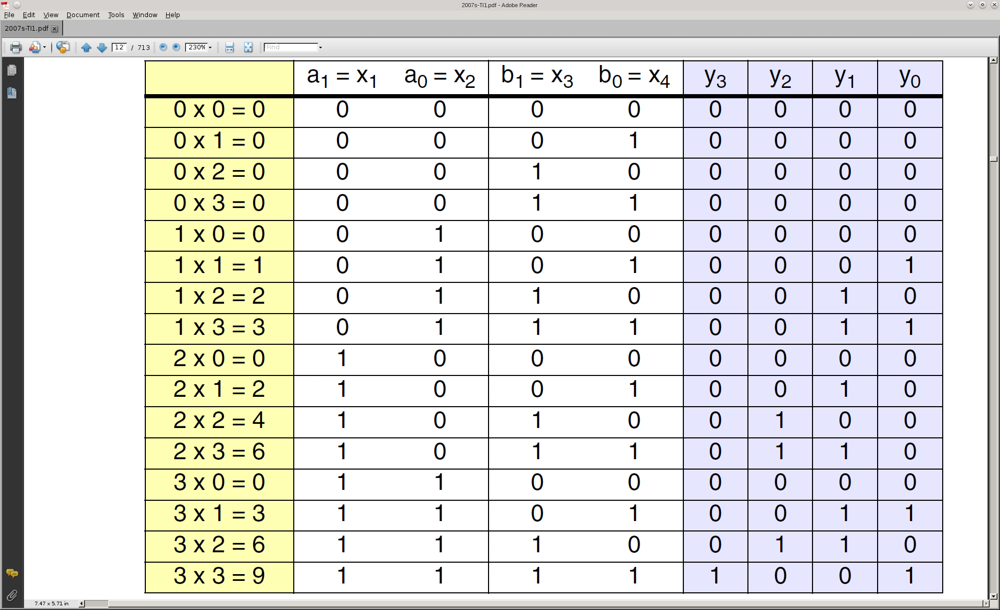 2007s-TI1.pdf - Adobe Reader
File Edit View Document Tools Window Help
2007s-TI1.pdf
/ 713 230% Find
a₁ = x₁ a₀ = x₂ b₁ = x₃ b₀ = x₄ y₃ y₂ y₁ y₀
0 x 0 = 0 0 0 0 0 0 0 0 0
0 x 1 = 0 0 0 0 1 0 0 0 0
0 x 2 = 0 0 0 1 0 0 0 0 0
0 x 3 = 0 0 0 1 1 0 0 0 0
1 x 0 = 0 0 1 0 0 0 0 0 0
1 x 1 = 1 0 1 0 1 0 0 0 1
1 x 2 = 2 0 1 1 0 0 0 1 0
1 x 3 = 3 0 1 1 1 0 0 1 1
2 x 0 = 0 1 0 0 0 0 0 0 0
2 x 1 = 2 1 0 0 1 0 0 1 0
2 x 2 = 4 1 0 1 0 0 1 0 0
2 x 3 = 6 1 0 1 1 0 1 1 0
3 x 0 = 0 1 1 0 0 0 0 0 0
3 x 1 = 3 1 1 0 1 0 0 1 1
3 x 2 = 6 1 1 1 0 0 1 1 0
3 x 3 = 9 1 1 1 1 1 0 0 1
7.47 x 5.71 in